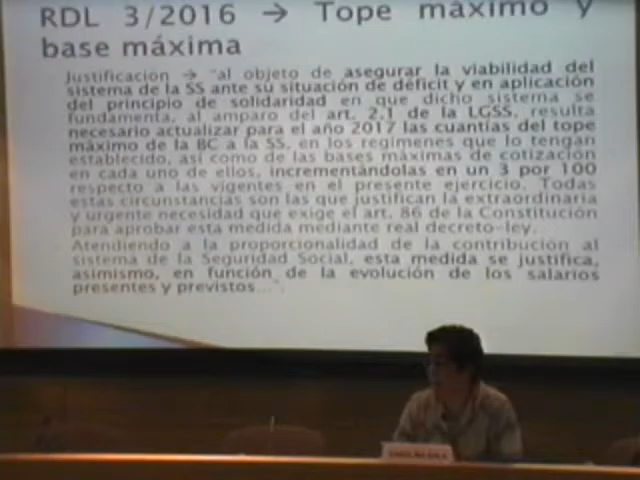 RDL 3/2016 → Tope máximo y
base máxima
Justificación → "al objeto de asegurar la viabilidad del
sistema de la SS ante su situación de déficit y en aplicación
del principio de solidaridad en que dicho sistema se
fundamenta, al amparo del art. 2.1 de la LGSS, resulta
necesario actualizar para el año 2017 las cuantías del tope
máximo de la BC a la SS, en los regímenes que lo tengan
establecido, así como de las bases máximas de cotización
en cada uno de ellos, incrementándolas en un 3 por 100
respecto a las vigentes en el presente ejercicio. Todas
estas circunstancias son las que justifican la extraordinaria
y urgente necesidad que exige el art. 86 de la Constitución
para aprobar esta medida mediante real decreto-ley.
Atendiendo a la proporcionalidad de la contribución al
sistema de la Seguridad Social, esta medida se justifica,
asimismo, en función de la evolución de los salarios
presentes y previstos...".